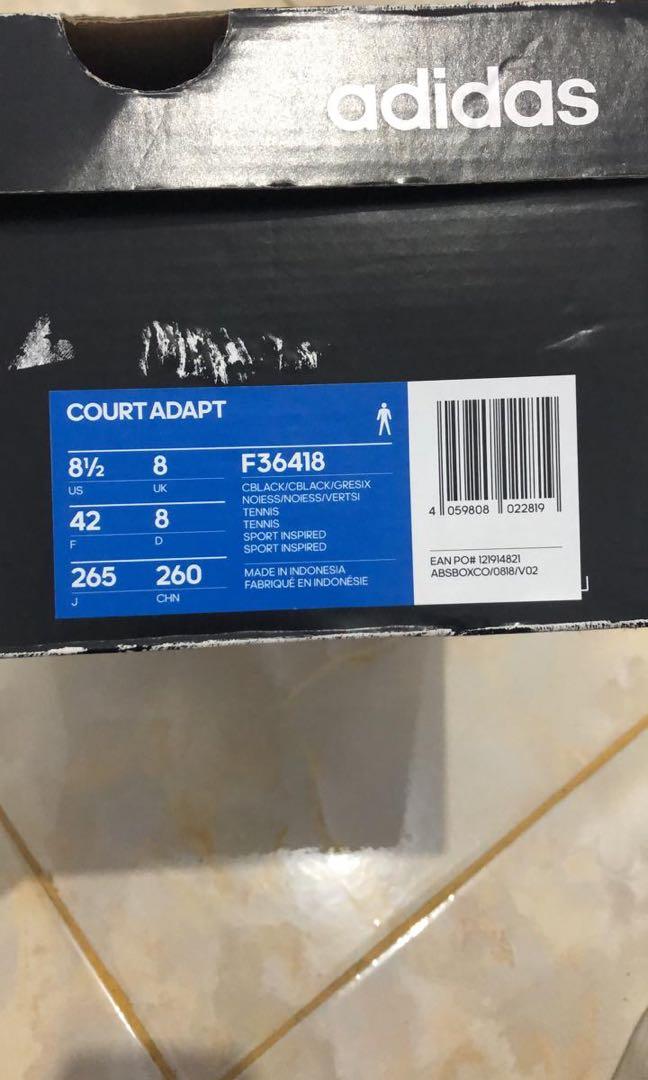 adidas
COURT ADAPT
8½ 8
US UK
42 8
F D
265 260
J CHN
F36418
CBLACK/CBLACK/GRESIX
NOIESS/NOIESS/VERTSI
TENNIS
TENNIS
SPORT INSPIRED
SPORT INSPIRED
MADE IN INDONESIA
FABRIQUÉ EN INDONÉSIE
4 059808 022819
EAN PO# 121914821
ABSBOXCO/0818/V02